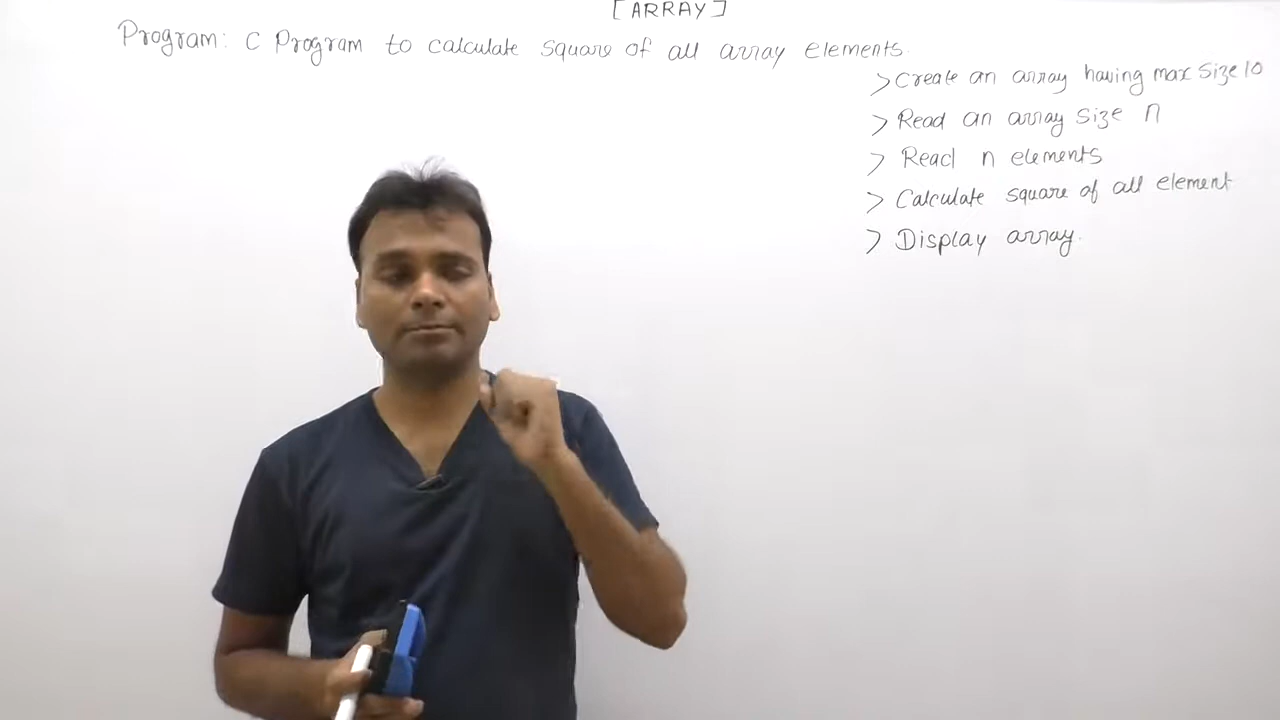 [ARRAY]
Program: C Program to calculate square of all array elements.
> Create an array having max size 10
> Read an array size n
> Read n elements
> Calculate square of all element
> Display array.